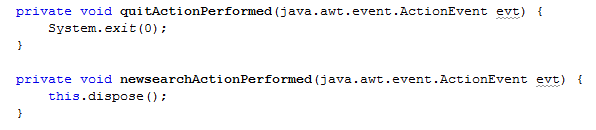 private void quitActionPerformed(java.awt.event.ActionEvent evt) {
    System.exit(0);
}

private void newsearchActionPerformed(java.awt.event.ActionEvent evt) {
    this.dispose();
}